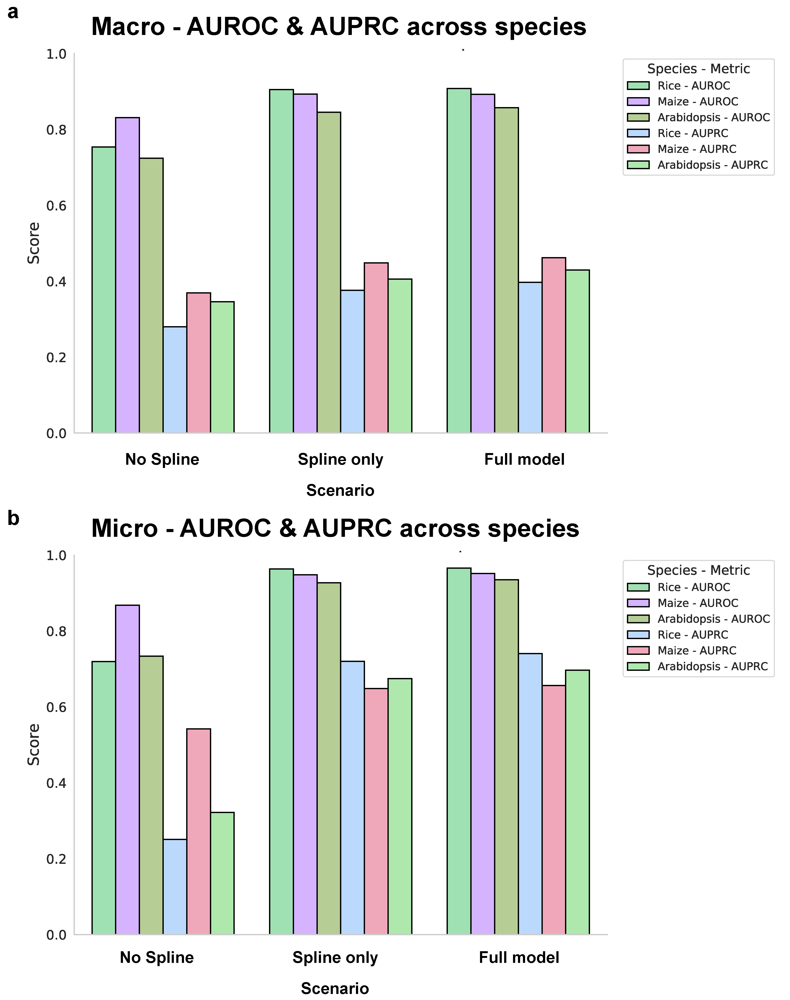 a
Macro - AUROC & AUPRC across species
1.0
0.8
0.6
0.4
0.2
0.0
Score
No Spline
Spline only
Full model
Scenario
Species - Metric
Rice - AUROC
Maize - AUROC
Arabidopsis - AUROC
Rice - AUPRC
Maize - AUPRC
Arabidopsis - AUPRC
b
Micro - AUROC & AUPRC across species
1.0
0.8
0.6
0.4
0.2
0.0
Score
No Spline
Spline only
Full model
Scenario
Species - Metric
Rice - AUROC
Maize - AUROC
Arabidopsis - AUROC
Rice - AUPRC
Maize - AUPRC
Arabidopsis - AUPRC